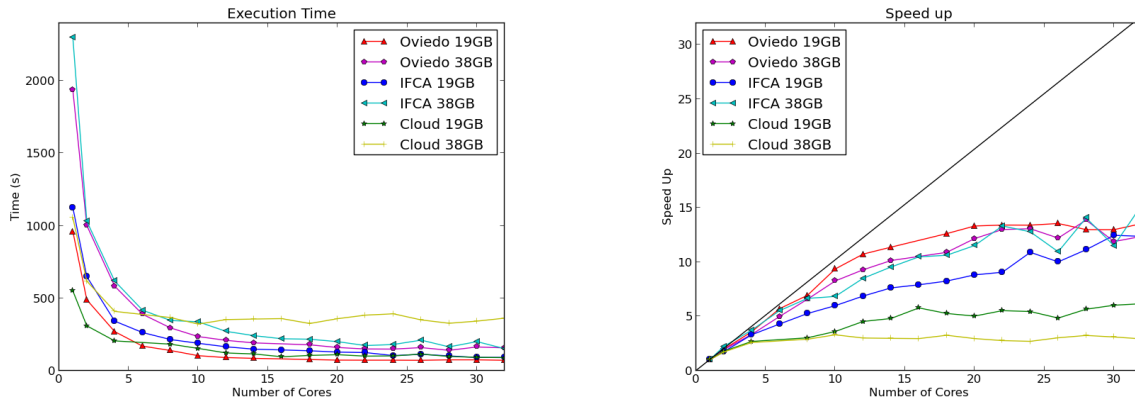 Execution Time
2000
1500
1000
500
0
0
5
10
15
20
25
30
Time (s)
Number of Cores
Oviedo 19GB
Oviedo 38GB
IFCA 19GB
IFCA 38GB
Cloud 19GB
Cloud 38GB
Speed up
30
25
20
15
10
5
0
0
5
10
15
20
25
30
Speed Up
Number of Cores
Oviedo 19GB
Oviedo 38GB
IFCA 19GB
IFCA 38GB
Cloud 19GB
Cloud 38GB